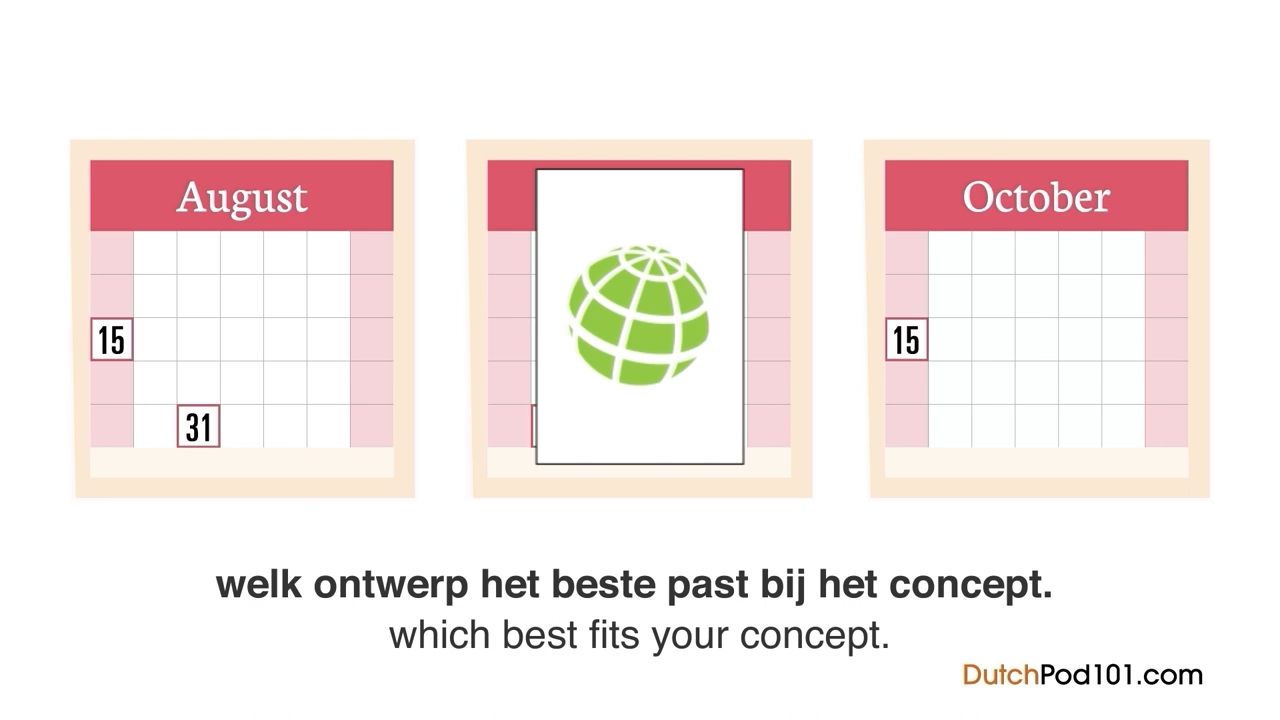 August
October
15
15
31
welk ontwerp het beste past bij het concept.
which best fits your concept.
DutchPod101.com